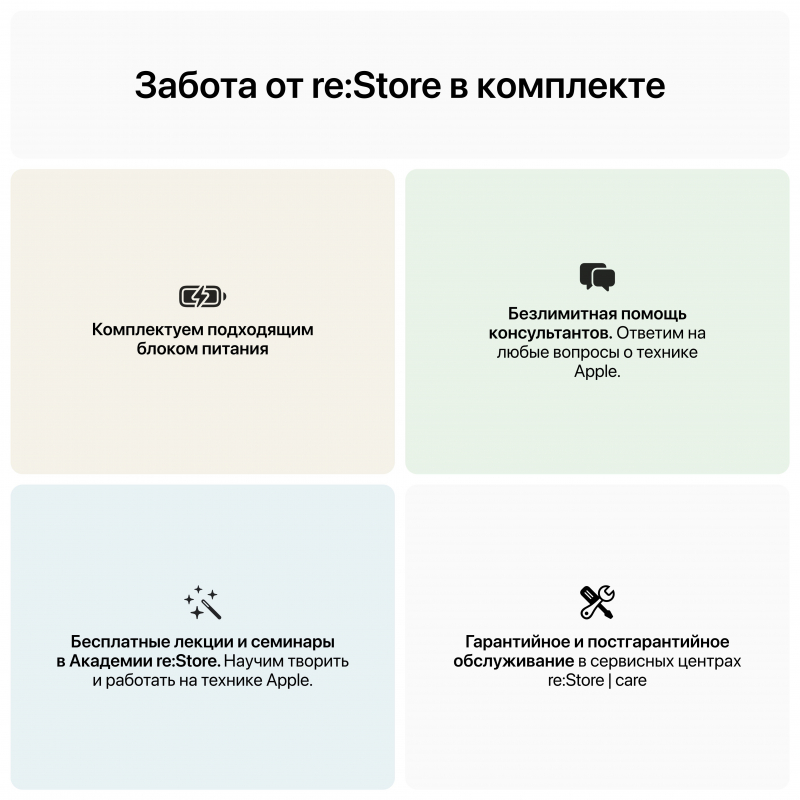 Забота от re:Store в комплекте
Комплектуем подходящим
блоком питания
Безлимитная помощь
консультантов. Ответим на
любые вопросы о технике
Apple.
Бесплатные лекции и семинары
в Академии re:Store. Научим творить
и работать на технике Apple.
Гарантийное и постгарантийное
обслуживание в сервисных центрах
re:Store | care